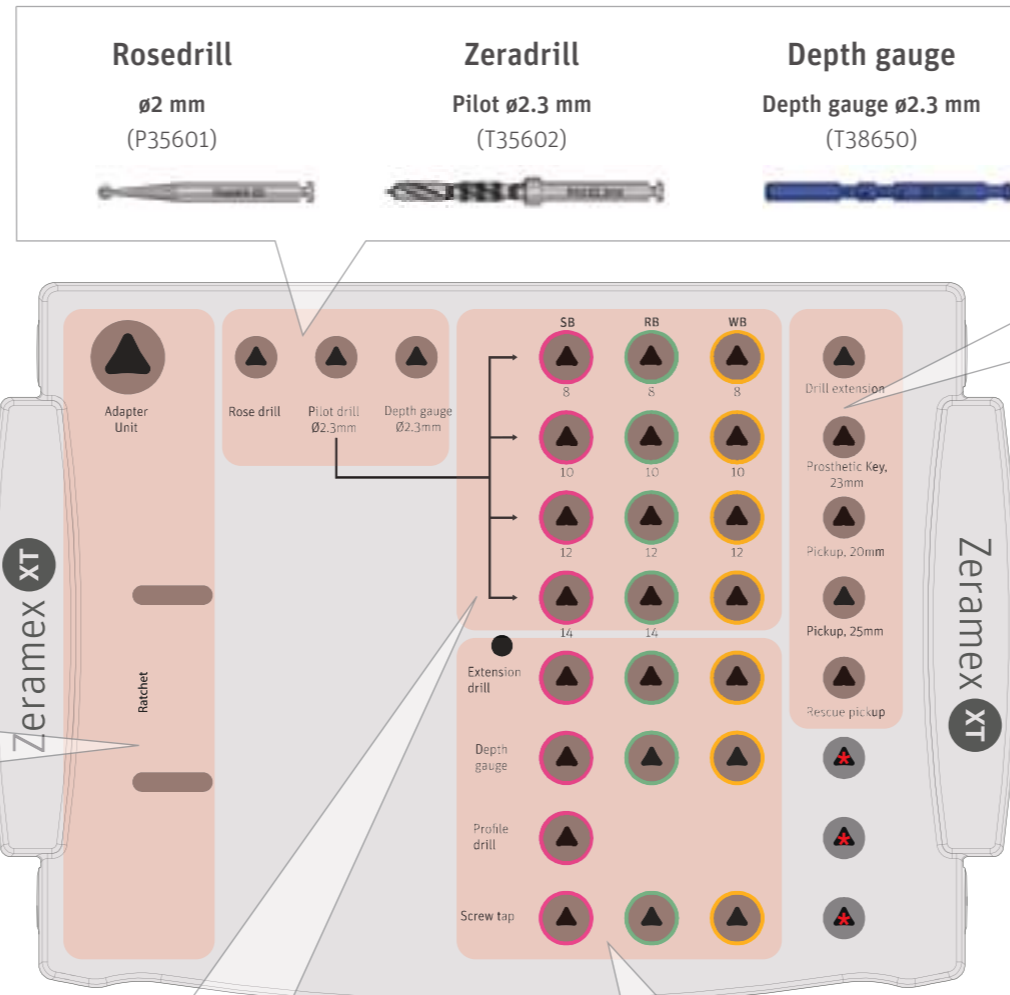 Rosedrill
ø2 mm
(P35601)
Zeradrill
Pilot ø2.3 mm
(T35602)
Depth gauge
Depth gauge ø2.3 mm
(T38650)
Adapter
Unit
Rose drill
Pilot drill
Ø2.3mm
Depth gauge
Ø2.3mm
SB RB WB
8 8 8
10 10 10
12 12 12
14 14
Drill extension
Prosthetic Key,
23mm
Pickup, 20mm
Pickup, 25mm
Rescue pickup
Ratchet
Extension
drill
Depth
gauge
Profile
drill
Screw tap
Zeramex XT
Zeramex XT